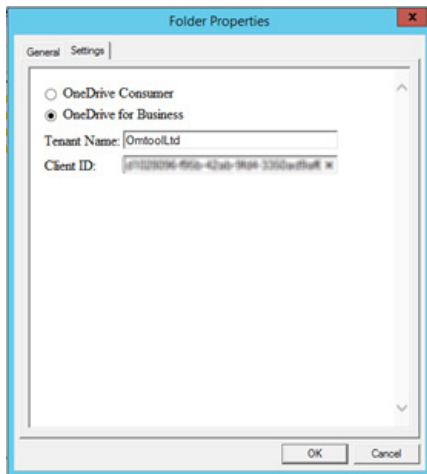 Folder Properties
x
General Settings
OneDrive Consumer
OneDrive for Business
Tenant Name: OmtoolLtd
Client ID:
OK Cancel